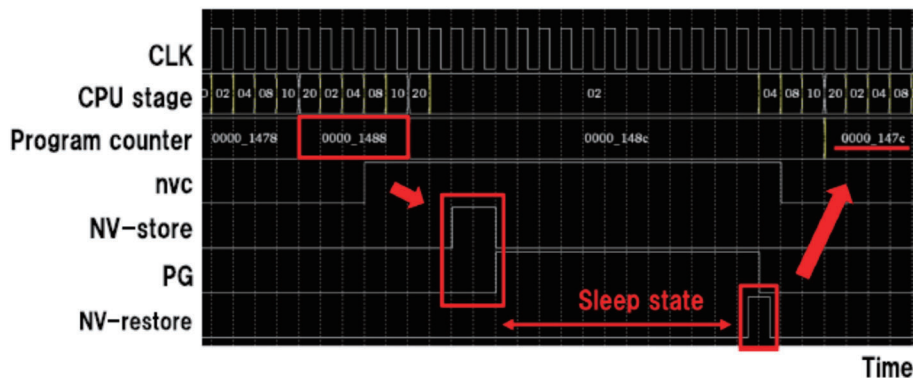 CLK
CPU stage 02 04 08 10 20 02 04 08 10 20 02 04 08 10 20 02 04 08
Program counter 0000_1478 0000_1488 0000_148c 0000_147c
nvc
NV-store
PG
Sleep state
NV-restore
Time